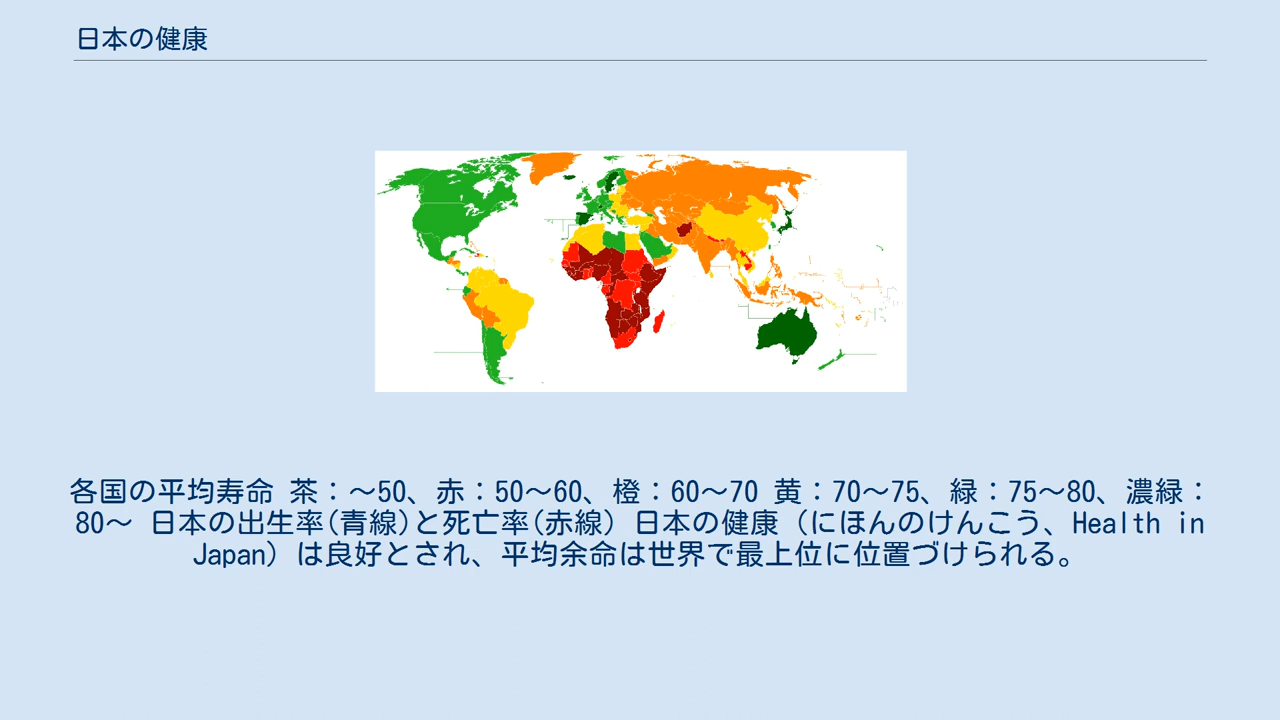 日本の健康
各国の平均寿命 茶：～50、赤：50～60、橙：60～70 黄：70～75、緑：75～80、濃緑：
80～ 日本の出生率(青線)と死亡率(赤線) 日本の健康（にほんのけんこう、Health in
Japan）は良好とされ、平均余命は世界で最上位に位置づけられる。